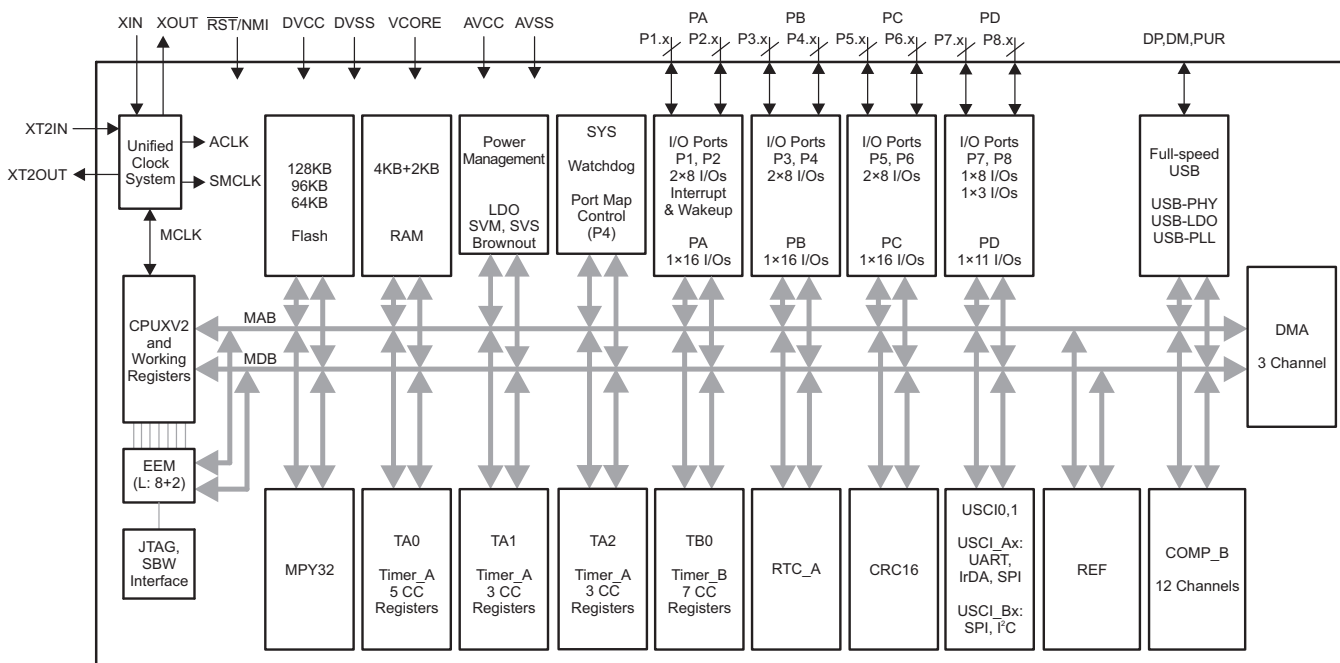 XIN XOUT RST/NMI DVCC DVSS VCORE AVCC AVSS PA PB PC PD
P1.x P2.x P3.x P4.x P5.x P6.x P7.x P8.x DP,DM,PUR
XT2IN
XT2OUT
Unified
Clock
System
ACLK
SMCLK
MCLK
128KB
96KB
64KB
Flash
4KB+2KB
RAM
Power
Management
LDO
SVM, SVS
Brownout
SYS
Watchdog
Port Map
Control
(P4)
I/O Ports
P1, P2
2×8 I/Os
Interrupt
& Wakeup
PA
1×16 I/Os
I/O Ports
P3, P4
2×8 I/Os
PB
1×16 I/Os
I/O Ports
P5, P6
2×8 I/Os
PC
1×16 I/Os
I/O Ports
P7, P8
1×8 I/Os
1×3 I/Os
PD
1×11 I/Os
Full-speed
USB
USB-PHY
USB-LDO
USB-PLL
CPUXV2
and
Working
Registers
MAB
MDB
DMA
3 Channel
EEM
(L: 8+2)
JTAG,
SBW
Interface
MPY32
TA0
Timer_A
5 CC
Registers
TA1
Timer_A
3 CC
Registers
TA2
Timer_A
3 CC
Registers
TB0
Timer_B
7 CC
Registers
RTC_A
CRC16
USCI0,1
USCI_Ax:
UART,
IrDA, SPI
USCI_Bx:
SPI, I²C
REF
COMP_B
12 Channels